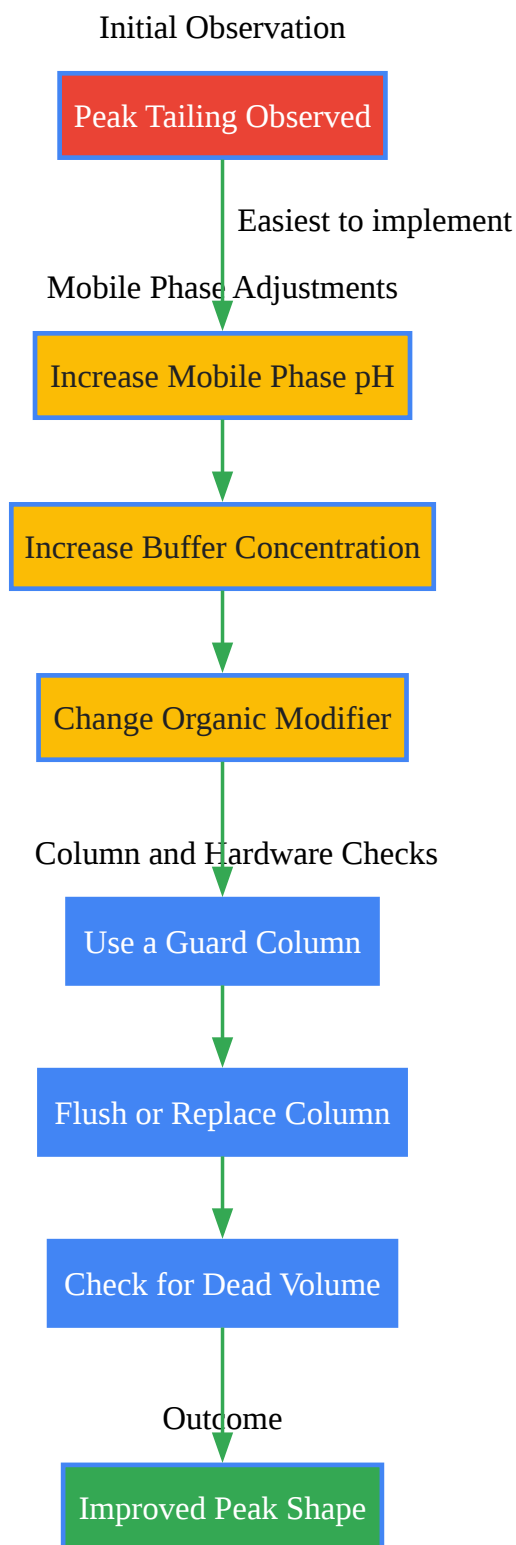 Initial Observation
Peak Tailing Observed
Easiest to implement
Mobile Phase Adjustments
Increase Mobile Phase pH
Increase Buffer Concentration
Change Organic Modifier
Column and Hardware Checks
Use a Guard Column
Flush or Replace Column
Check for Dead Volume
Outcome
Improved Peak Shape